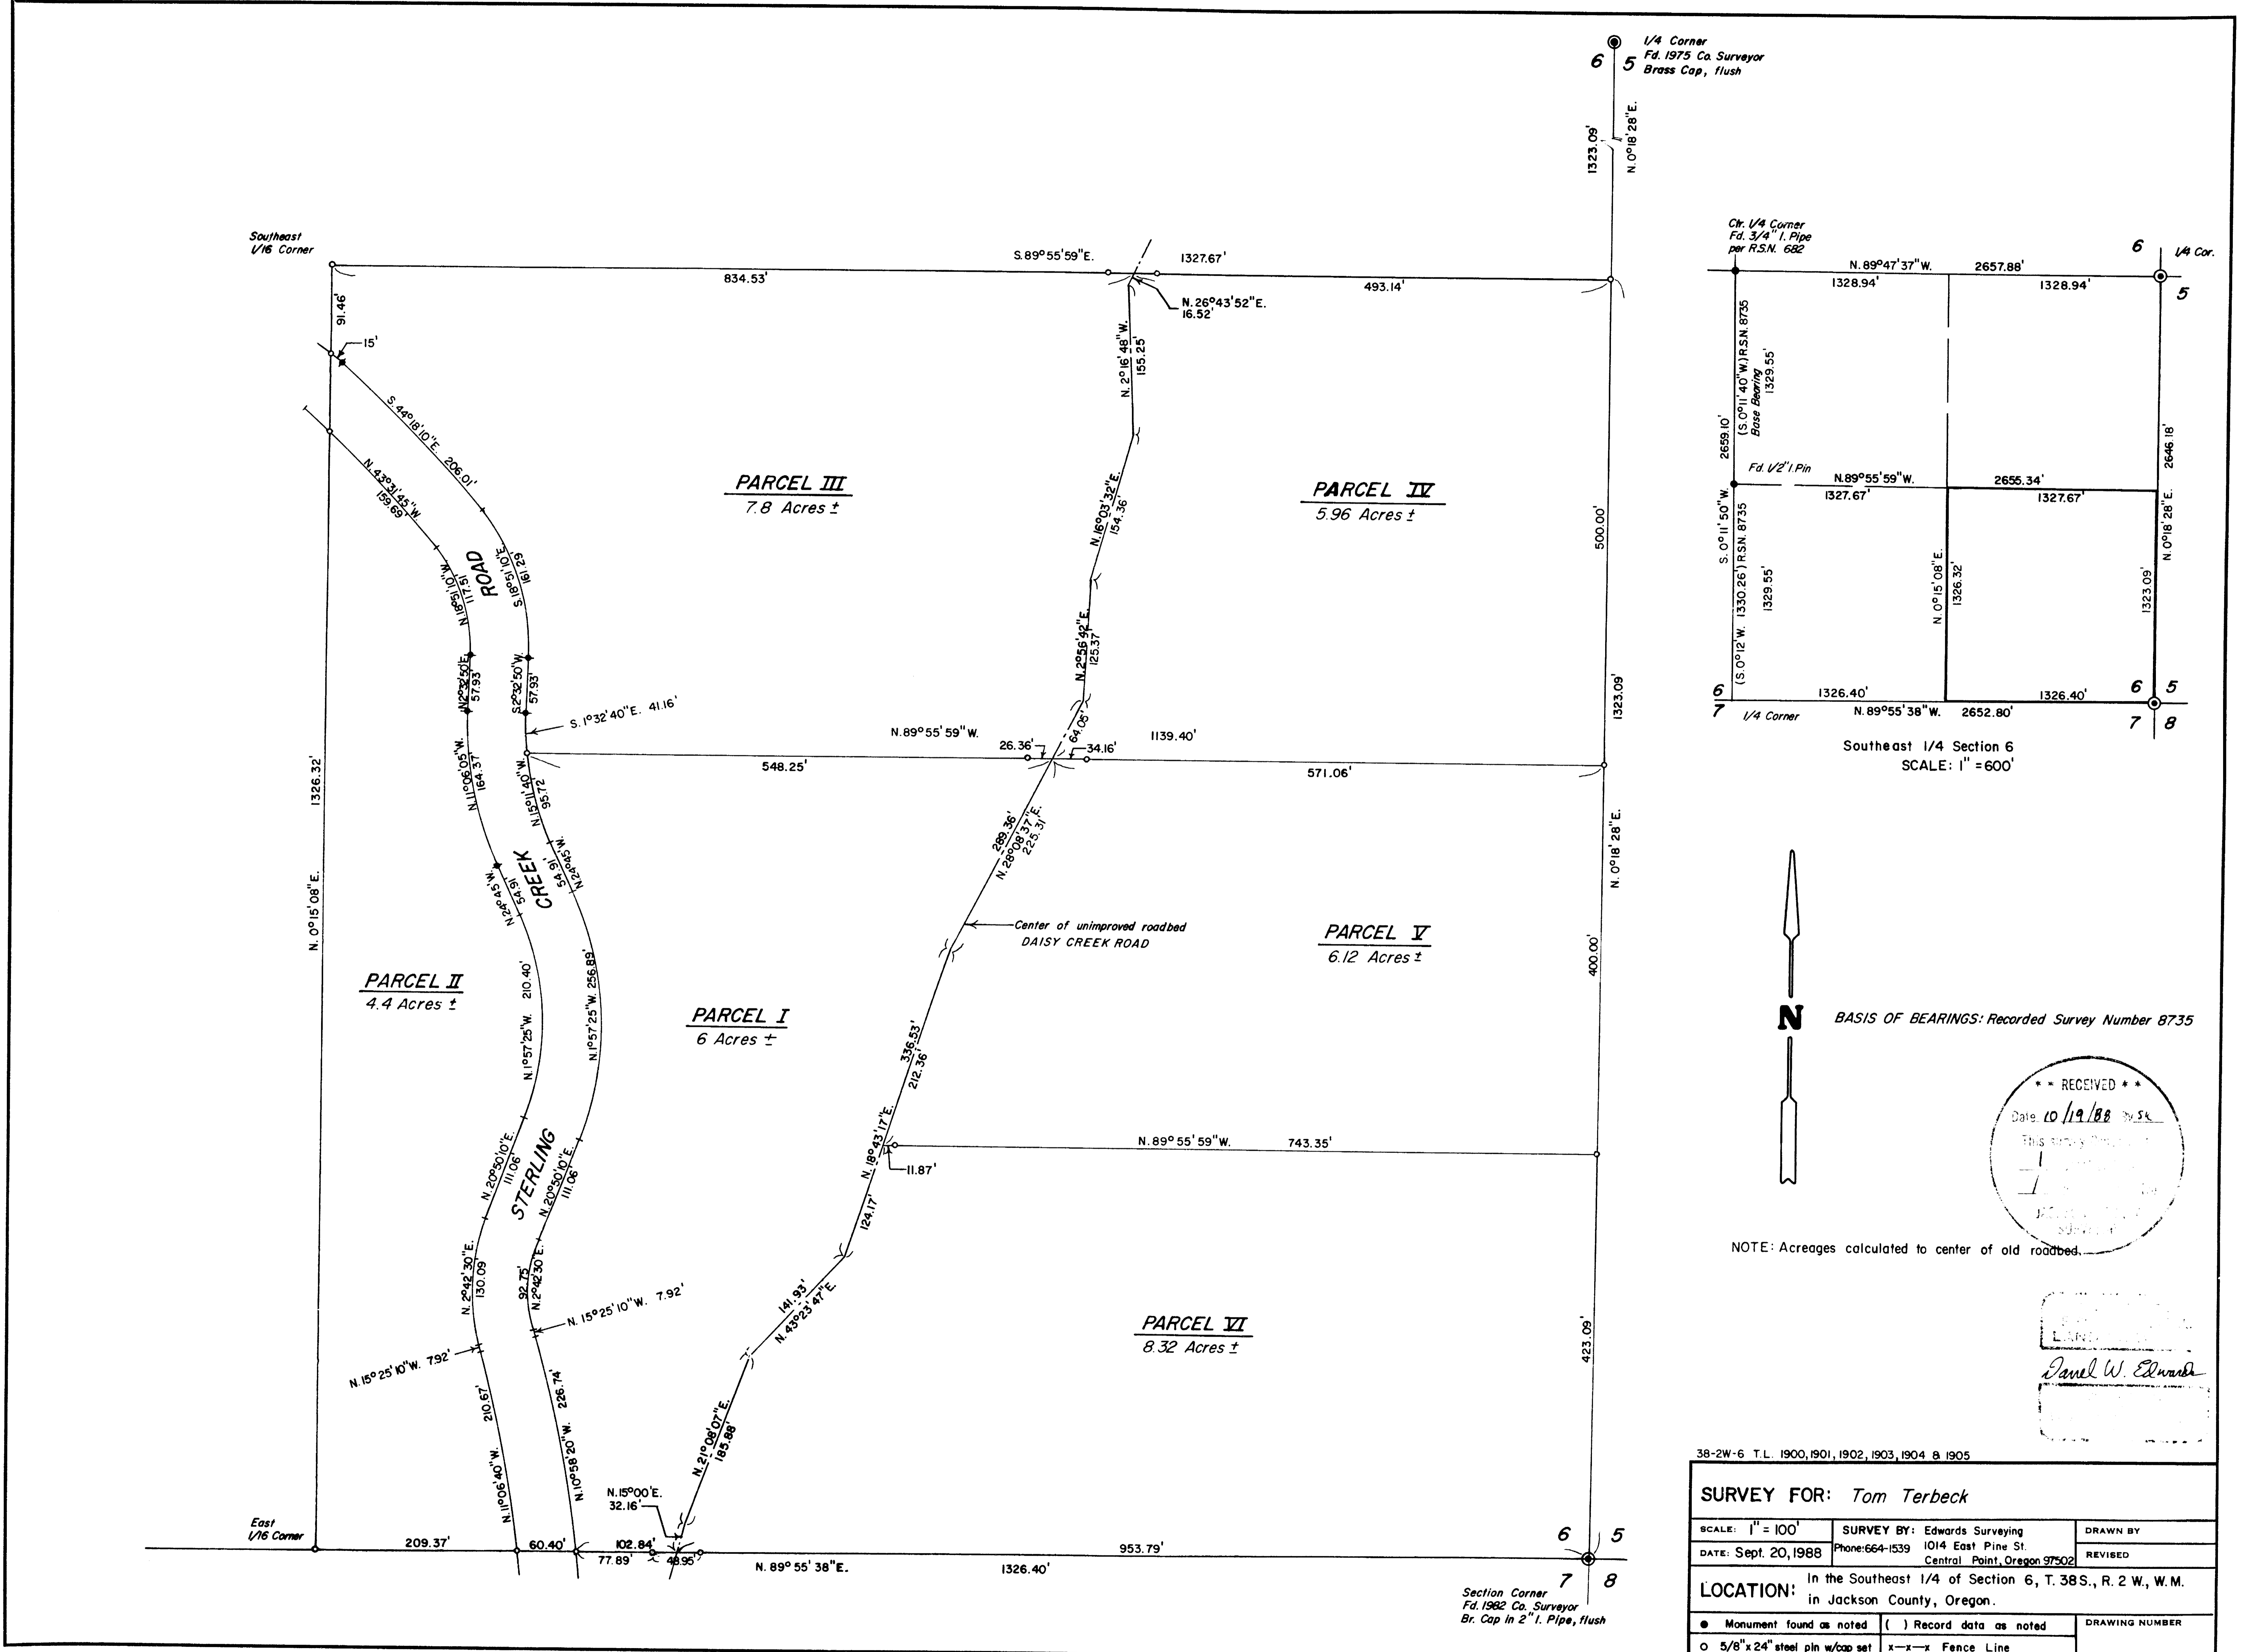 1/4 Corner
Fd. 1975 Co. Surveyor
Brass Cap, flush
6 5
1323.09'
N.0°18'28"E.
Southeast
1/16 Corner
S.89°55'59"E. 1327.67'
834.53'
493.14'
N.26°43'52"E.
16.52'
91.46'
15'
S.44°18'10"E. 206.01'
N.43°31'45"W
159.69'
N.2°16'48"W.
155.25'
PARCEL III
7.8 Acres ±
PARCEL IV
5.96 Acres ±
N.16°03'32"E.
154.36'
500.00'
ROAD
N.18°51'10"W.
117.51'
S.18°51'10"E.
161.29'
N.2°56'42"E.
125.37'
N.2°32'50"E.
57.93'
S.2°32'50"W.
57.93'
S.1°32'40"E. 41.16'
64.05'
1323.09'
N.89°55'59"W. 1139.40'
26.36'
34.16'
548.25'
571.06'
1326.32'
N.11°06'05"W.
164.37'
N.15°11'40"W.
95.72'
289.36'
N.28°08'37"E.
225.31'
N.0°18'28"E.
N.24°45'W.
54.91'
CREEK
N.24°45'W.
54.91'
N.0°15'08"E.
Center of unimproved roadbed
DAISY CREEK ROAD
PARCEL V
6.12 Acres ±
400.00'
PARCEL II
4.4 Acres ±
N.1°57'25"W. 210.40'
N.1°57'25"W. 256.89'
PARCEL I
6 Acres ±
336.53'
212.36'
N.18°43'17"E.
N.89°55'59"W. 743.35'
11.87'
124.17'
N.20°50'10"E.
111.06'
STERLING
N.20°50'10"E.
111.06'
N.2°42'30"E.
130.09'
92.75'
N.2°42'30"E.
N.15°25'10"W. 7.92'
N.15°25'10"W. 7.92'
141.93'
N.43°23'47"E.
PARCEL VI
8.32 Acres ±
423.09'
210.67'
N.11°06'40"W.
226.74'
N.10°58'20"W.
N.21°08'07"E.
185.88'
N.15°00'E.
32.16'
East
1/16 Corner
209.37'
60.40'
102.84'
77.89'
48.95'
953.79'
N.89°55'38"E. 1326.40'
6 5
7 8
Section Corner
Fd. 1982 Co. Surveyor
Br. Cap in 2" I. Pipe, flush
Ctr. 1/4 Corner
Fd. 3/4" I. Pipe
per R.S.N. 682
6 1/4 Cor.
5
N.89°47'37"W. 2657.88'
1328.94'
1328.94'
(S.0°11'40"W.) R.S.N. 8735
Base Bearing
1329.55'
2659.10'
2646.18'
Fd. 1/2" I. Pin
N.89°55'59"W. 2655.34'
1327.67'
1327.67'
S.0°11'50"W.
(S.0°12'W. 1330.26') R.S.N. 8735
1329.55'
N.0°15'08"E.
1326.32'
1323.09'
N.0°18'28"E.
6 1326.40' 1326.40' 6 5
7 1/4 Corner N.89°55'38"W. 2652.80' 7 8
Southeast 1/4 Section 6
SCALE: 1" = 600'
N
BASIS OF BEARINGS: Recorded Survey Number 8735
* * RECEIVED * *
Date 10/19/88 By SK
This survey
NOTE: Acreages calculated to center of old roadbed.
LAND
Darrel W. Edwards
38-2W-6 T.L. 1900, 1901, 1902, 1903, 1904 & 1905
SURVEY FOR: Tom Terbeck
SCALE: 1" = 100'
SURVEY BY: Edwards Surveying
DRAWN BY
DATE: Sept. 20, 1988
Phone: 664-1539 1014 East Pine St.
Central Point, Oregon 97502
REVISED
LOCATION: In the Southeast 1/4 of Section 6, T. 38 S., R. 2 W., W.M.
in Jackson County, Oregon.
● Monument found as noted
( ) Record data as noted
DRAWING NUMBER
o 5/8" x 24" steel pin w/cap set
x—x—x Fence Line